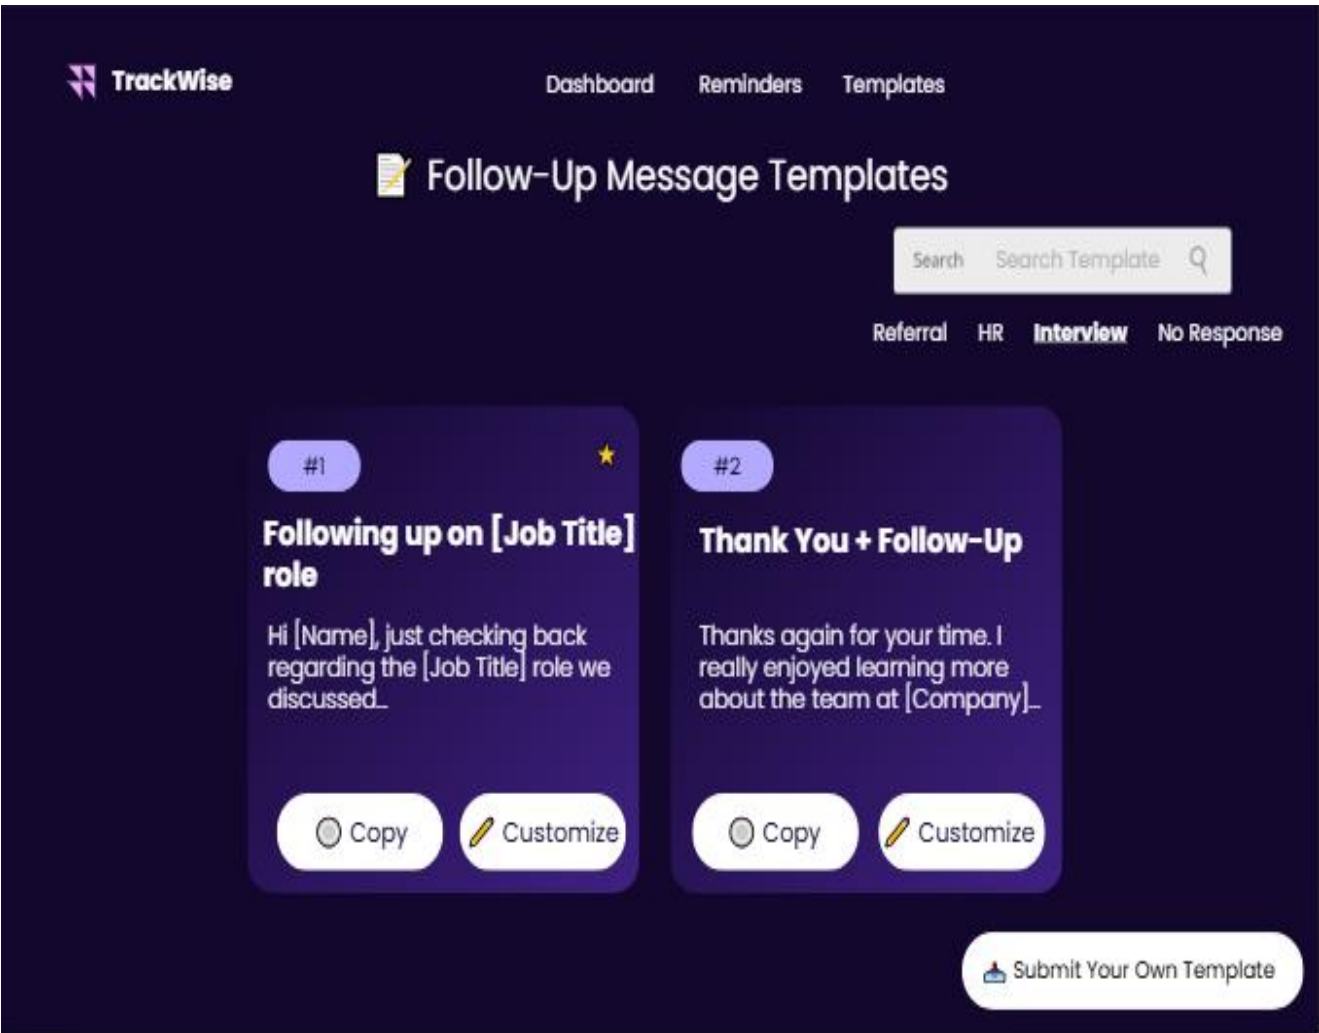 TrackWise
Dashboard Reminders Templates
Follow-Up Message Templates
Search Search Template
Referral HR Interview No Response
#1
Following up on [Job Title]
role
Hi [Name], just checking back
regarding the [Job Title] role we
discussed...
Copy Customize
#2
Thank You + Follow-Up
Thanks again for your time. I
really enjoyed learning more
about the team at [Company]...
Copy Customize
Submit Your Own Template